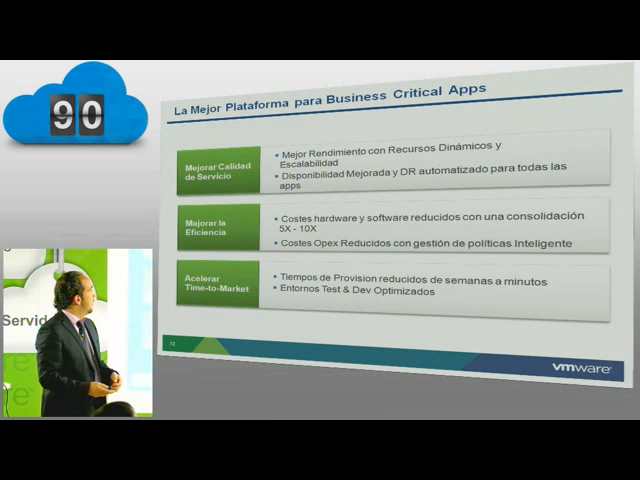 90
La Mejor Plataforma para Business Critical Apps
Mejorar Calidad
de Servicio
• Mejor Rendimiento con Recursos Dinámicos y
Escalabilidad
• Disponibilidad Mejorada y DR automatizado para todas las
apps
Mejorar la
Eficiencia
• Costes hardware y software reducidos con una consolidación
5X - 10X
• Costes Opex Reducidos con gestión de políticas Inteligente
Acelerar
Time-to-Market
• Tiempos de Provision reducidos de semanas a minutos
• Entornos Test & Dev Optimizados
12
vmware
Servid